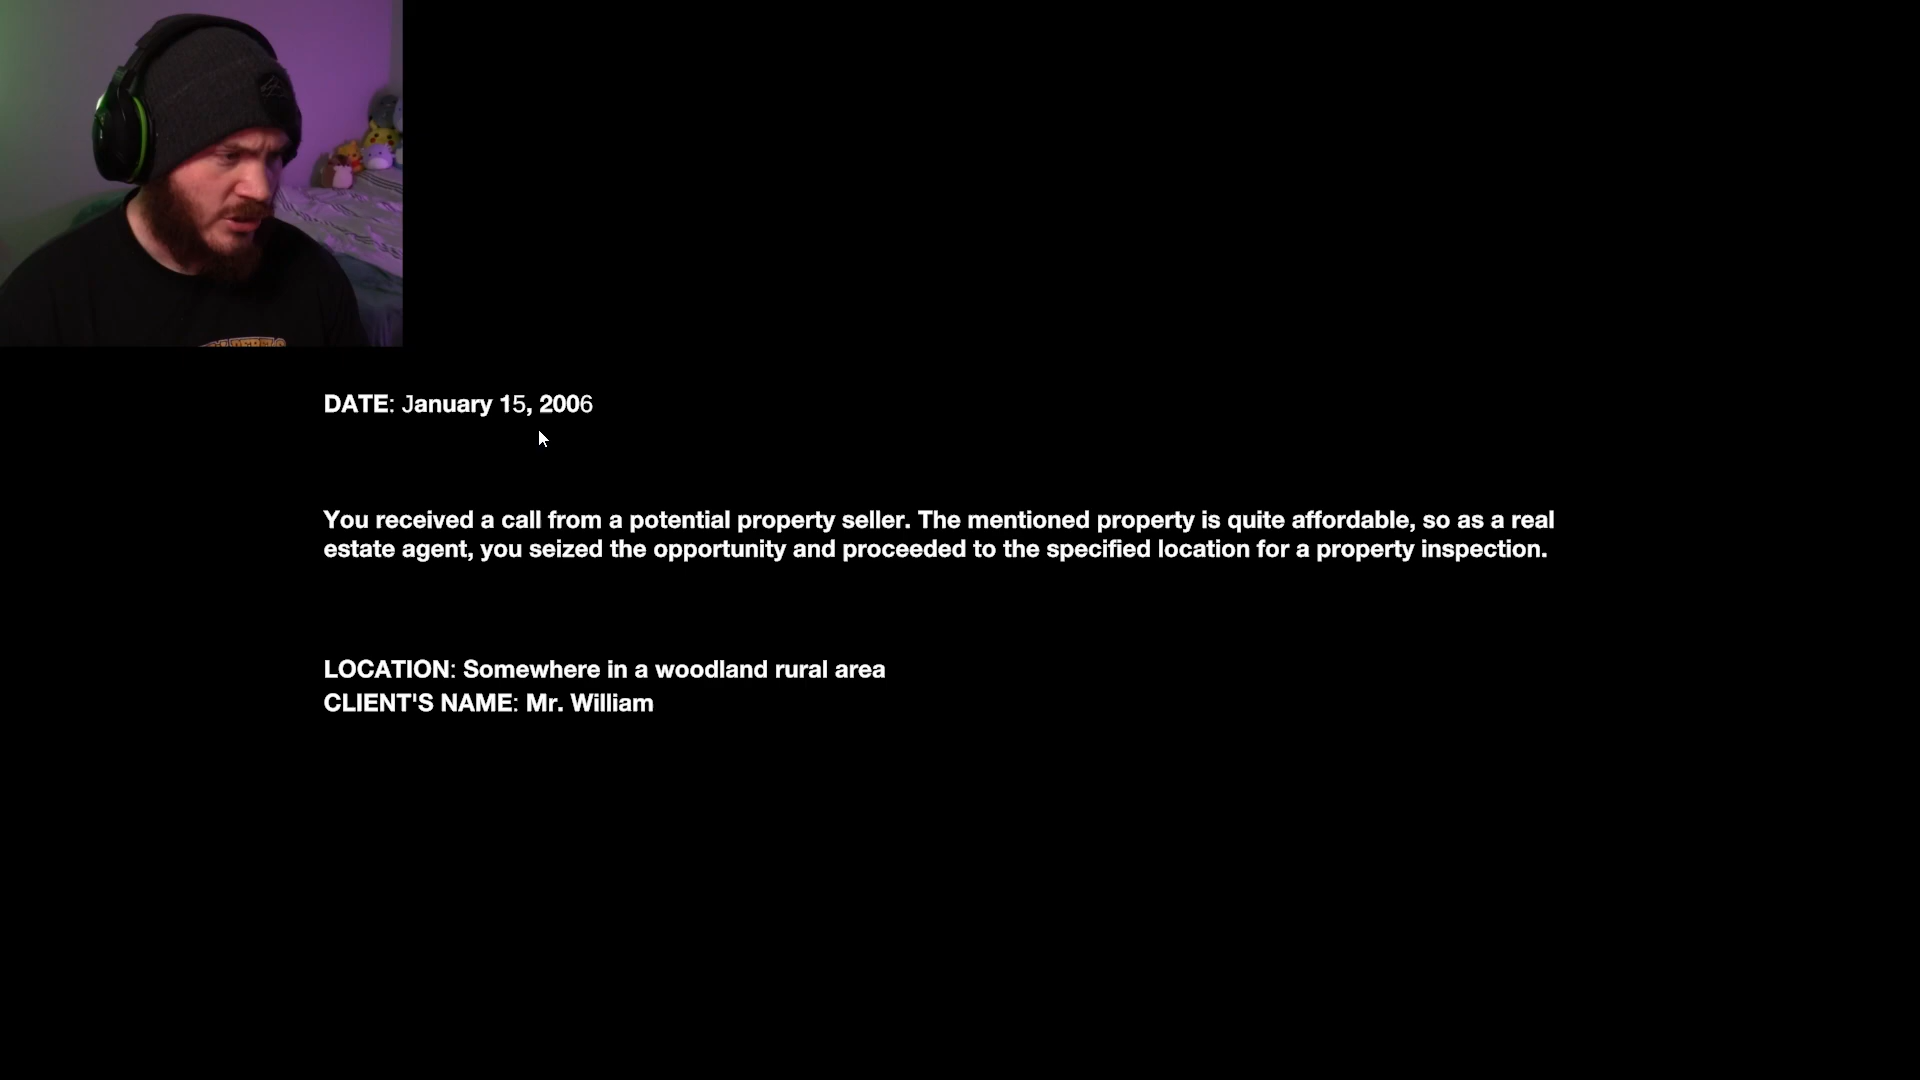 DATE: January 15, 2006
You received a call from a potential property seller. The mentioned property is quite affordable, so as a real
estate agent, you seized the opportunity and proceeded to the specified location for a property inspection.
LOCATION: Somewhere in a woodland rural area
CLIENT'S NAME: Mr. William